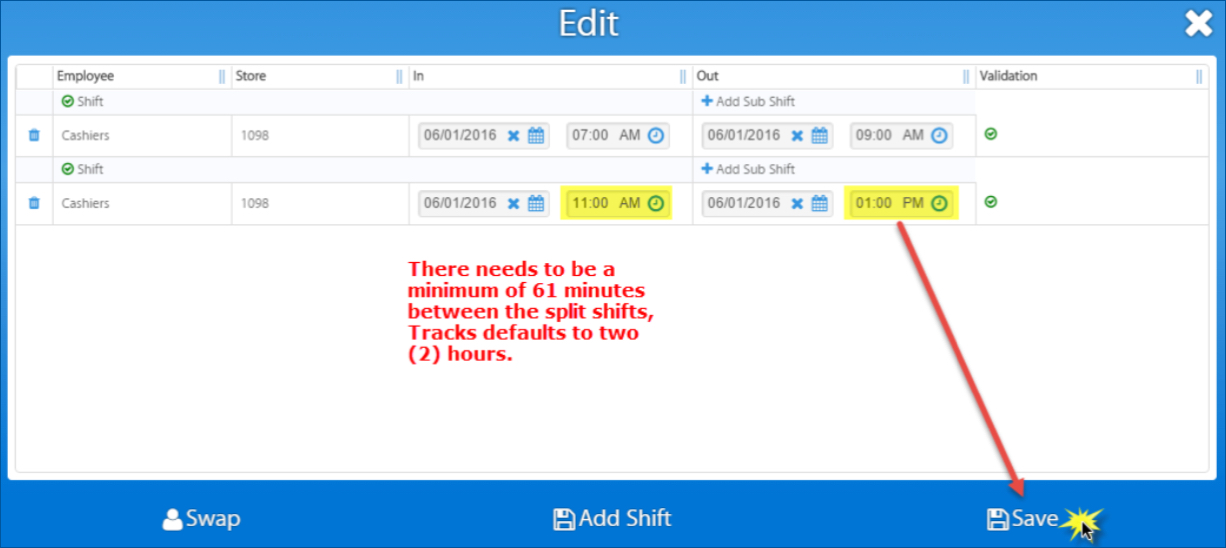 Edit
Employee Store In Out Validation
Shift + Add Sub Shift
Cashiers 1098 06/01/2016 07:00 AM 06/01/2016 09:00 AM
Shift + Add Sub Shift
Cashiers 1098 06/01/2016 11:00 AM 06/01/2016 01:00 PM
There needs to be a
minimum of 61 minutes
between the split shifts,
Tracks defaults to two
(2) hours.
Swap Add Shift Save